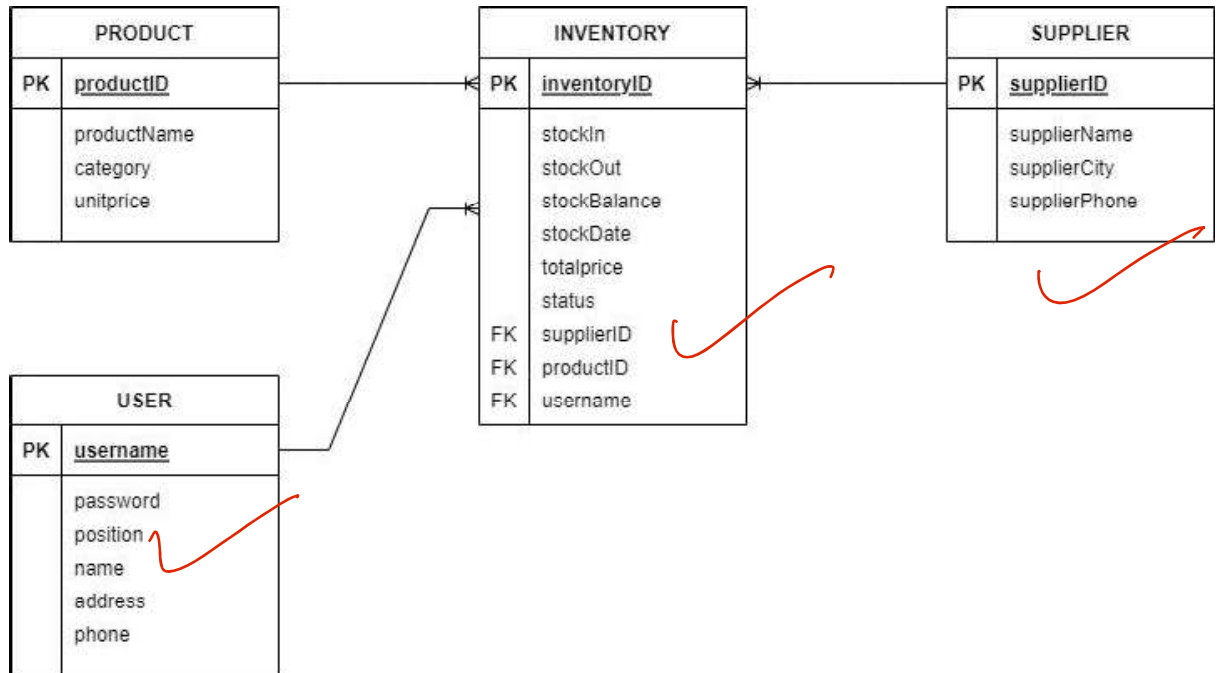 PRODUCT
PK productID
productName
category
unitprice
INVENTORY
PK inventoryID
stockIn
stockOut
stockBalance
stockDate
totalprice
status
FK supplierID
FK productID
FK username
SUPPLIER
PK supplierID
supplierName
supplierCity
supplierPhone
USER
PK username
password
position
name
address
phone